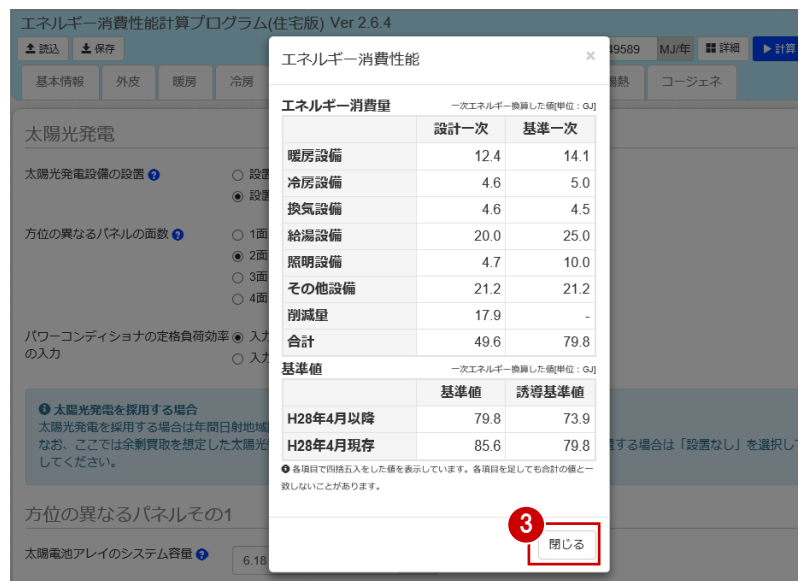 エネルギー消費性能計算プログラム(住宅版) Ver 2.6.4
読込 保存
49589 MJ/年 詳細 計算
基本情報 外皮 暖房 冷房
コージェネ
太陽光発電
太陽光発電設備の設置
方位の異なるパネルの面数
1面
2面
3面
4面
パワーコンディショナの定格負荷効率
の入力
太陽光発電を採用する場合
太陽光発電を採用する場合は年間日射地域
なお、ここでは余剰買取を想定した太陽光
する場合は「設置なし」を選択して
してください。
方位の異なるパネルその1
太陽電池アレイのシステム容量
6.18
エネルギー消費性能 ×
エネルギー消費量 一次エネルギー換算した値[単位：GJ]
設計一次 基準一次
暖房設備 12.4 14.1
冷房設備 4.6 5.0
換気設備 4.6 4.5
給湯設備 20.0 25.0
照明設備 4.7 10.0
その他設備 21.2 21.2
削減量 17.9 -
合計 49.6 79.8
基準値 一次エネルギー換算した値[単位：GJ]
基準値 誘導基準値
H28年4月以降 79.8 73.9
H28年4月現存 85.6 79.8
各項目で四捨五入をした値を表示しています。各項目を足しても合計の値と一
致しないことがあります。
3
閉じる